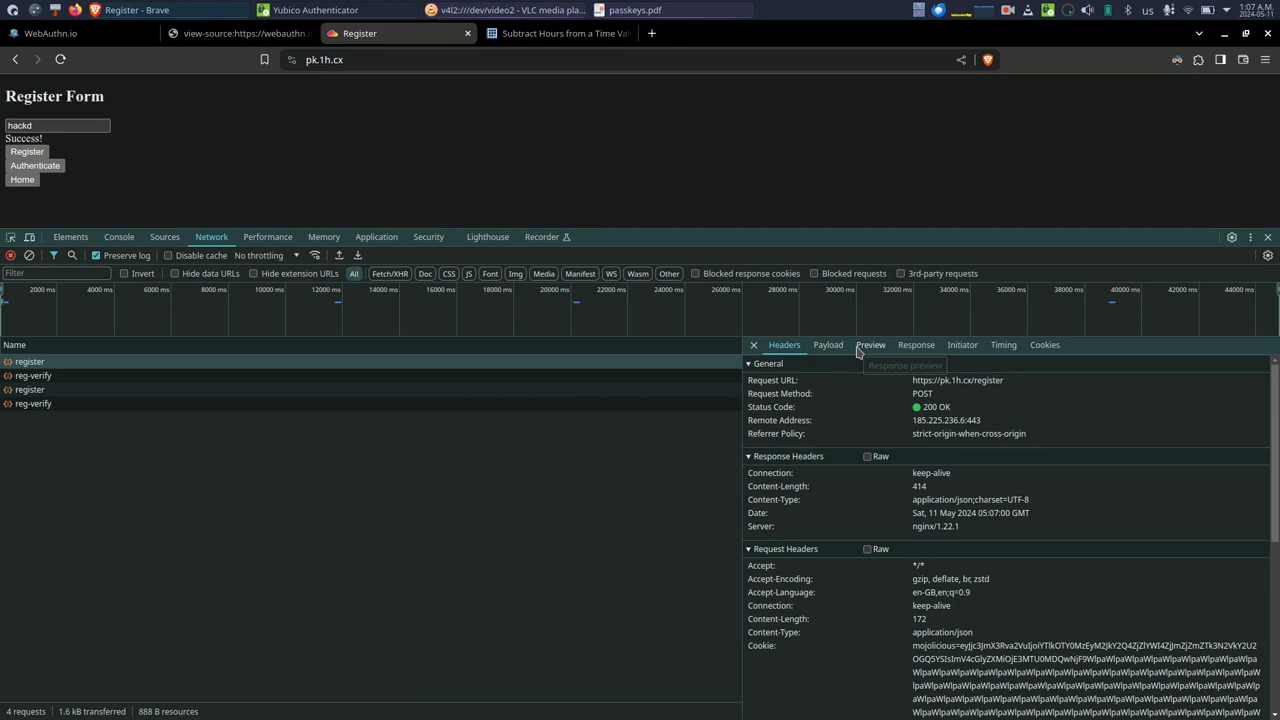 Register - Brave
Yubico Authenticator
v4l2:///dev/video2 - VLC media pla...
passkeys.pdf
us
1:07 AM
2024-05-11
WebAuthn.io
view-source:https://webauthn.i
Register
Subtract Hours from a Time Val
pk.1h.cx
Register Form
hackd
Success!
Register
Authenticate
Home
Elements Console Sources Network Performance Memory Application Security Lighthouse Recorder
Preserve log Disable cache No throttling
Filter Invert Hide data URLs Hide extension URLs All Fetch/XHR Doc CSS JS Font Img Media Manifest WS Wasm Other Blocked response cookies Blocked requests 3rd-party requests
2000 ms 4000 ms 6000 ms 8000 ms 10000 ms 12000 ms 14000 ms 16000 ms 18000 ms 20000 ms 22000 ms 24000 ms 26000 ms 28000 ms 30000 ms 32000 ms 34000 ms 36000 ms 38000 ms 40000 ms 42000 ms 44000 ms
Name
register
reg-verify
register
reg-verify
Headers Payload Preview Response Initiator Timing Cookies
Response preview
General
Request URL: https://pk.1h.cx/register
Request Method: POST
Status Code: 200 OK
Remote Address: 185.225.236.6:443
Referrer Policy: strict-origin-when-cross-origin
Response Headers Raw
Connection: keep-alive
Content-Length: 414
Content-Type: application/json;charset=UTF-8
Date: Sat, 11 May 2024 05:07:00 GMT
Server: nginx/1.22.1
Request Headers Raw
Accept: */*
Accept-Encoding: gzip, deflate, br, zstd
Accept-Language: en-GB,en;q=0.9
Connection: keep-alive
Content-Length: 172
Content-Type: application/json
Cookie:
4 requests 1.6 kB transferred 888 B resources